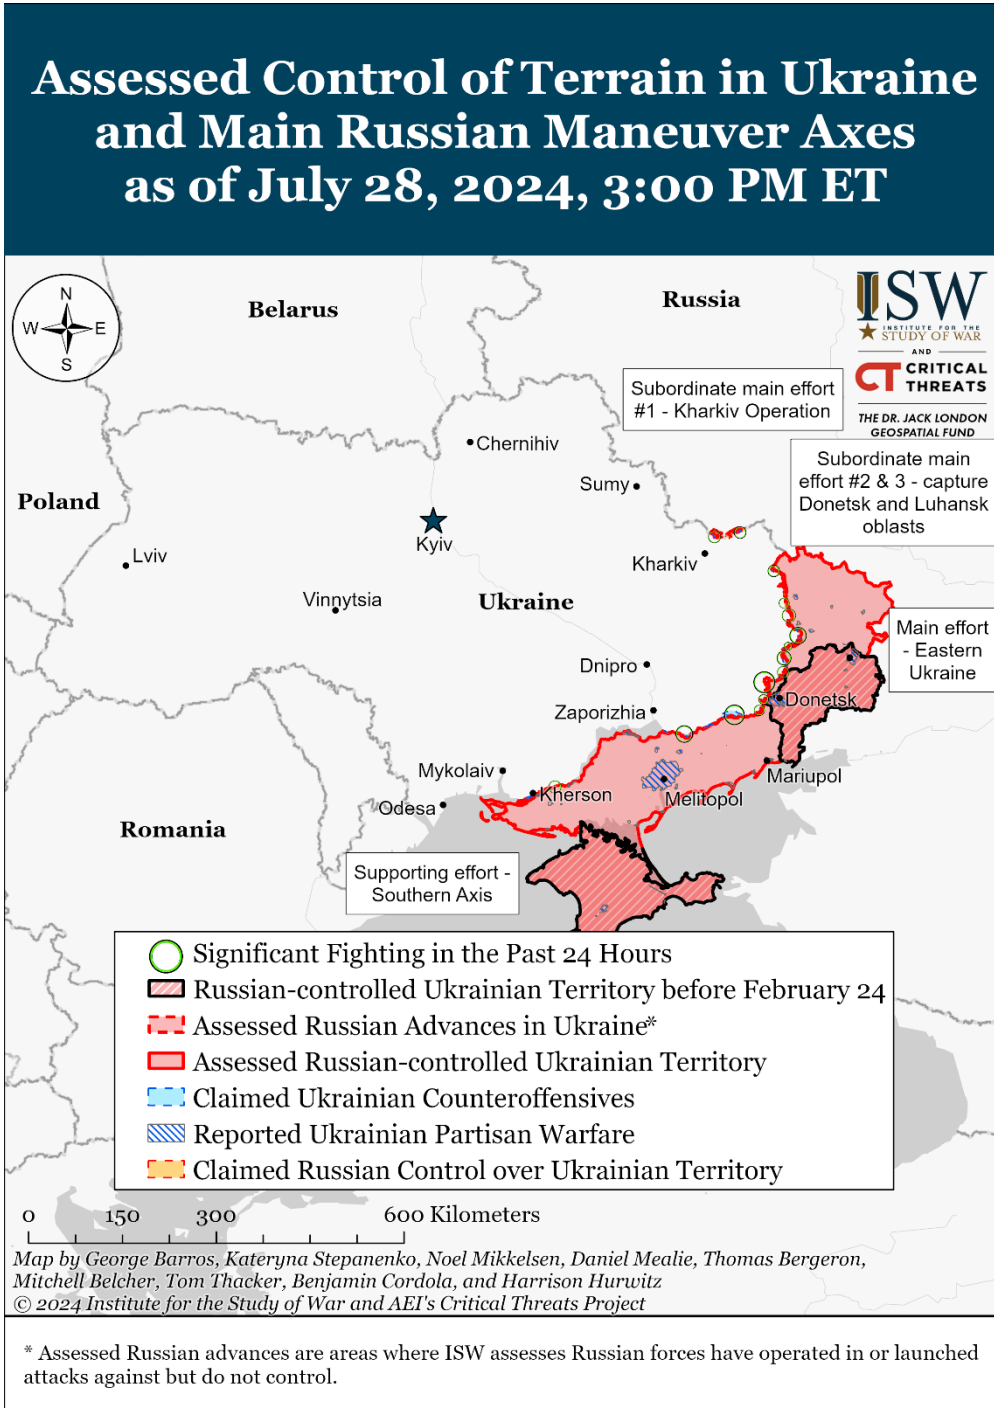 Assessed Control of Terrain in Ukraine
and Main Russian Maneuver Axes
as of July 28, 2024, 3:00 PM ET
N
W E
S
Belarus
Russia
ISW
INSTITUTE FOR THE
STUDY OF WAR
AND
CT CRITICAL
THREATS
THE DR. JACK LONDON
GEOSPATIAL FUND
Subordinate main effort
#1 - Kharkiv Operation
Subordinate main
effort #2 & 3 - capture
Donetsk and Luhansk
oblasts
Chernihiv
Sumy
Poland
Kyiv
Lviv
Kharkiv
Vinnytsia
Ukraine
Main effort
- Eastern
Ukraine
Dnipro
Donetsk
Zaporizhia
Mykolaiv
Mariupol
Kherson
Melitopol
Odesa
Romania
Supporting effort -
Southern Axis
Significant Fighting in the Past 24 Hours
Russian-controlled Ukrainian Territory before February 24
Assessed Russian Advances in Ukraine*
Assessed Russian-controlled Ukrainian Territory
Claimed Ukrainian Counteroffensives
Reported Ukrainian Partisan Warfare
Claimed Russian Control over Ukrainian Territory
0 150 300 600 Kilometers
Map by George Barros, Kateryna Stepanenko, Noel Mikkelsen, Daniel Mealie, Thomas Bergeron,
Mitchell Belcher, Tom Thacker, Benjamin Cordola, and Harrison Hurwitz
© 2024 Institute for the Study of War and AEI's Critical Threats Project
* Assessed Russian advances are areas where ISW assesses Russian forces have operated in or launched
attacks against but do not control.